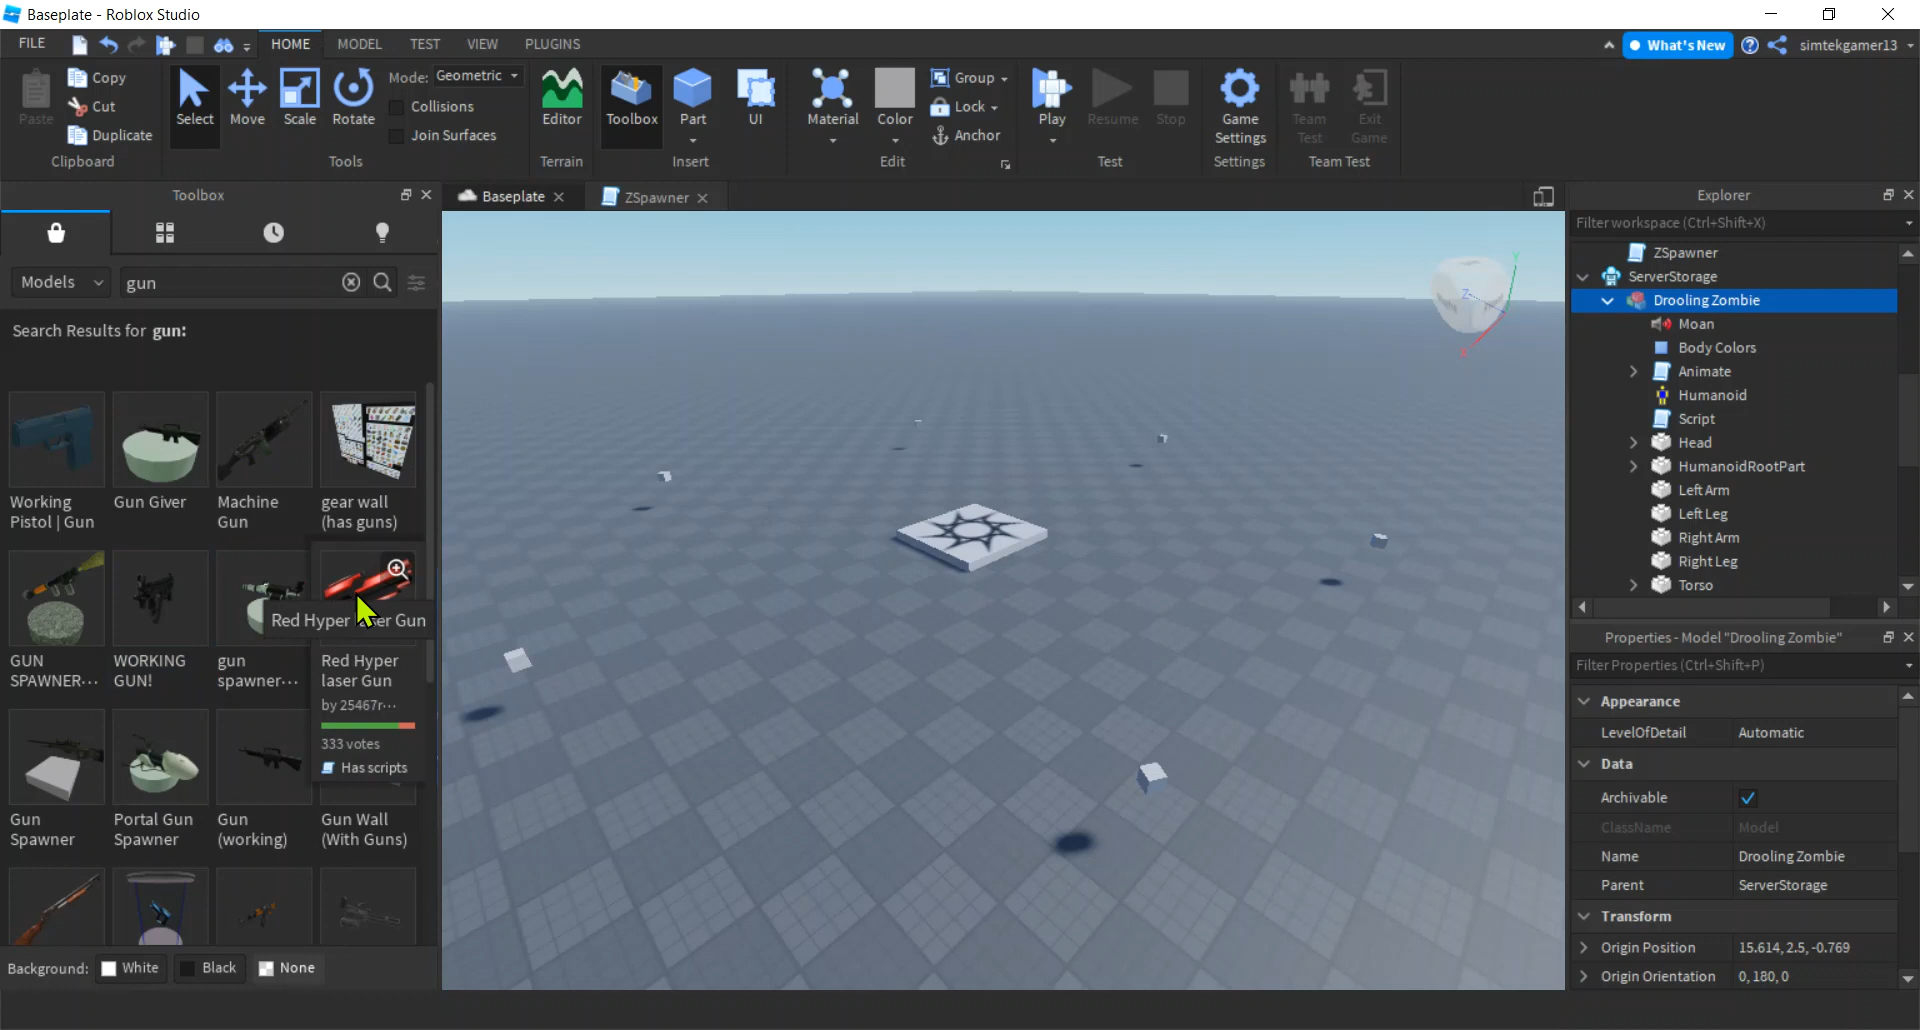 Baseplate - Roblox Studio
FILE
HOME
MODEL
TEST
VIEW
PLUGINS
What's New
simtekgamer13
Paste
Copy
Cut
Duplicate
Clipboard
Select
Move
Scale
Rotate
Mode: Geometric
Collisions
Join Surfaces
Tools
Editor
Terrain
Toolbox
Part
UI
Insert
Material
Color
Group
Lock
Anchor
Edit
Play
Resume
Stop
Test
Game
Settings
Settings
Team
Test
Exit
Game
Team Test
Toolbox
Models
gun
Search Results for gun:
Working
Pistol | Gun
Gun Giver
Machine
Gun
gear wall
(has guns)
Red Hyper laser Gun
GUN
SPAWNER···
WORKING
GUN!
gun
spawner···
Red Hyper
laser Gun
by 25467r···
333 votes
Has scripts
Gun
Spawner
Portal Gun
Spawner
Gun
(working)
Gun Wall
(With Guns)
Background:
White
Black
None
Baseplate
ZSpawner
Y
Z
Explorer
Filter workspace (Ctrl+Shift+X)
ZSpawner
ServerStorage
Drooling Zombie
Moan
Body Colors
Animate
Humanoid
Script
Head
HumanoidRootPart
Left Arm
Left Leg
Right Arm
Right Leg
Torso
Properties - Model "Drooling Zombie"
Filter Properties (Ctrl+Shift+P)
Appearance
LevelOfDetail
Automatic
Data
Archivable
ClassName
Model
Name
Drooling Zombie
Parent
ServerStorage
Transform
Origin Position
15.614, 2.5, -0.769
Origin Orientation
0, 180, 0